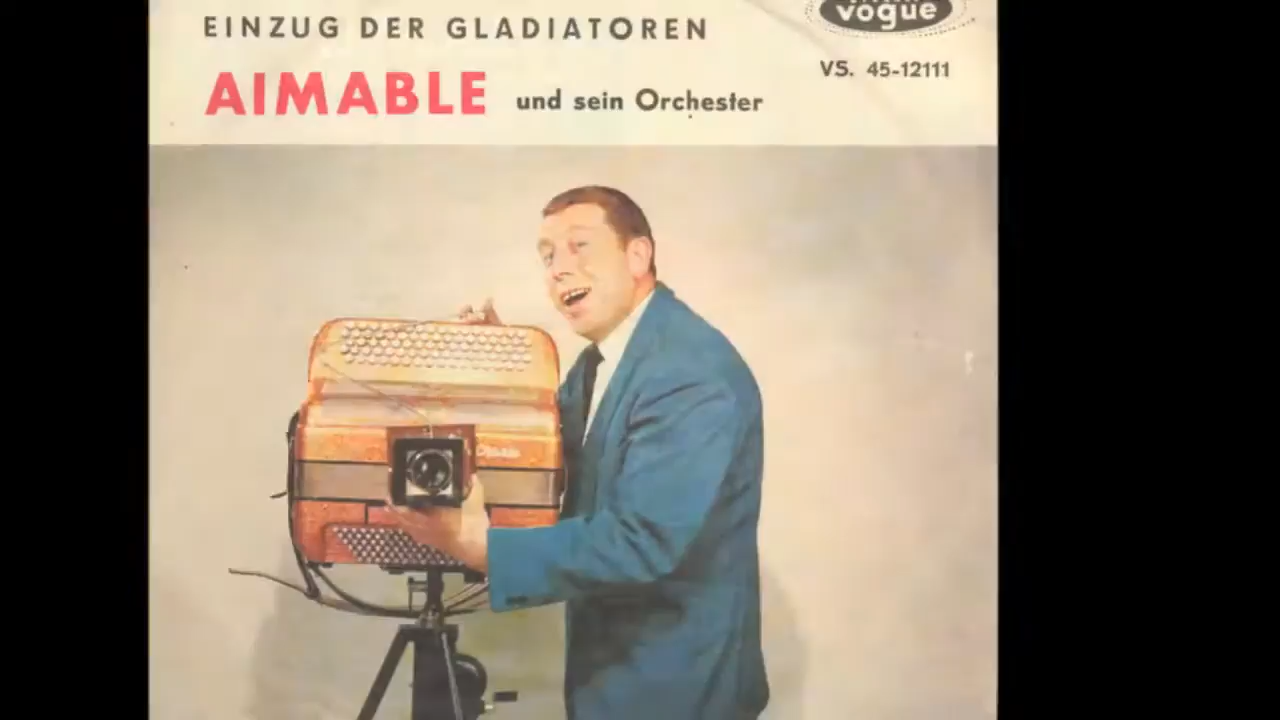 EINZUG DER GLADIATOREN
vogue
VS. 45-12111
AIMABLE und sein Orchester